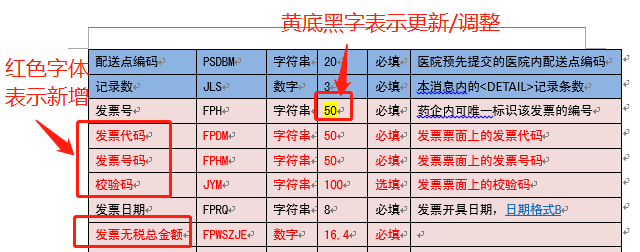 黄底黑字表示更新/调整
红色字体
表示新增
配送点编码 PSDBM 字符串 20 必填 医院预先提交的医院内配送点编码
记录数 JLS 数字 3 必填 本消息内的<DETAIL>记录条数
发票号 FPH 字符串 50 必填 药企内可唯一标识该发票的编号
发票代码 FPDM 字符串 50 必填 发票票面上的发票代码
发票号码 FPHM 字符串 50 必填 发票票面上的发票号码
校验码 JYM 字符串 100 选填 发票票面上的校验码
发票日期 FPRQ 字符串 8 必填 发票开具日期，日期格式B
发票无税总金额 FPWSZJE 数字 16.4 必填